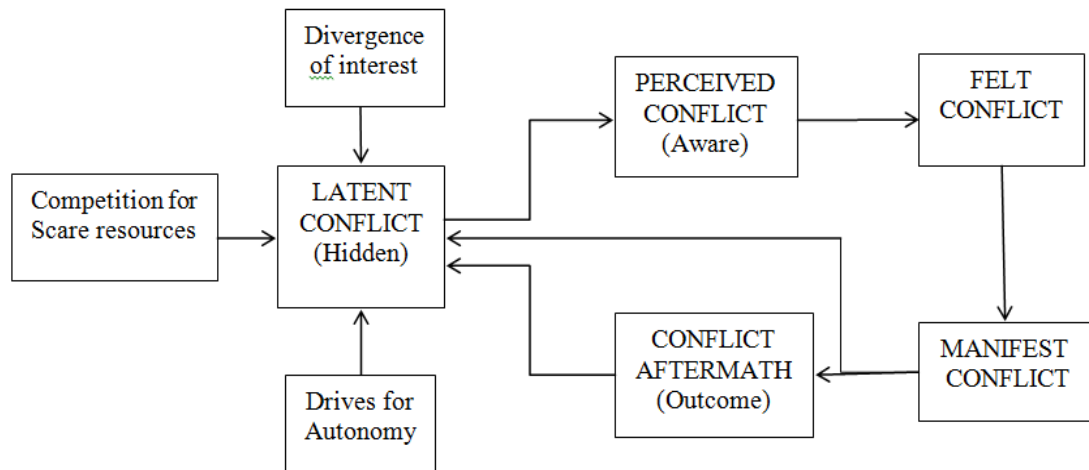 Divergence
of interest
PERCEIVED
CONFLICT
(Aware)
FELT
CONFLICT
Competition for
Scare resources
LATENT
CONFLICT
(Hidden)
CONFLICT
AFTERMATH
(Outcome)
MANIFEST
CONFLICT
Drives for
Autonomy